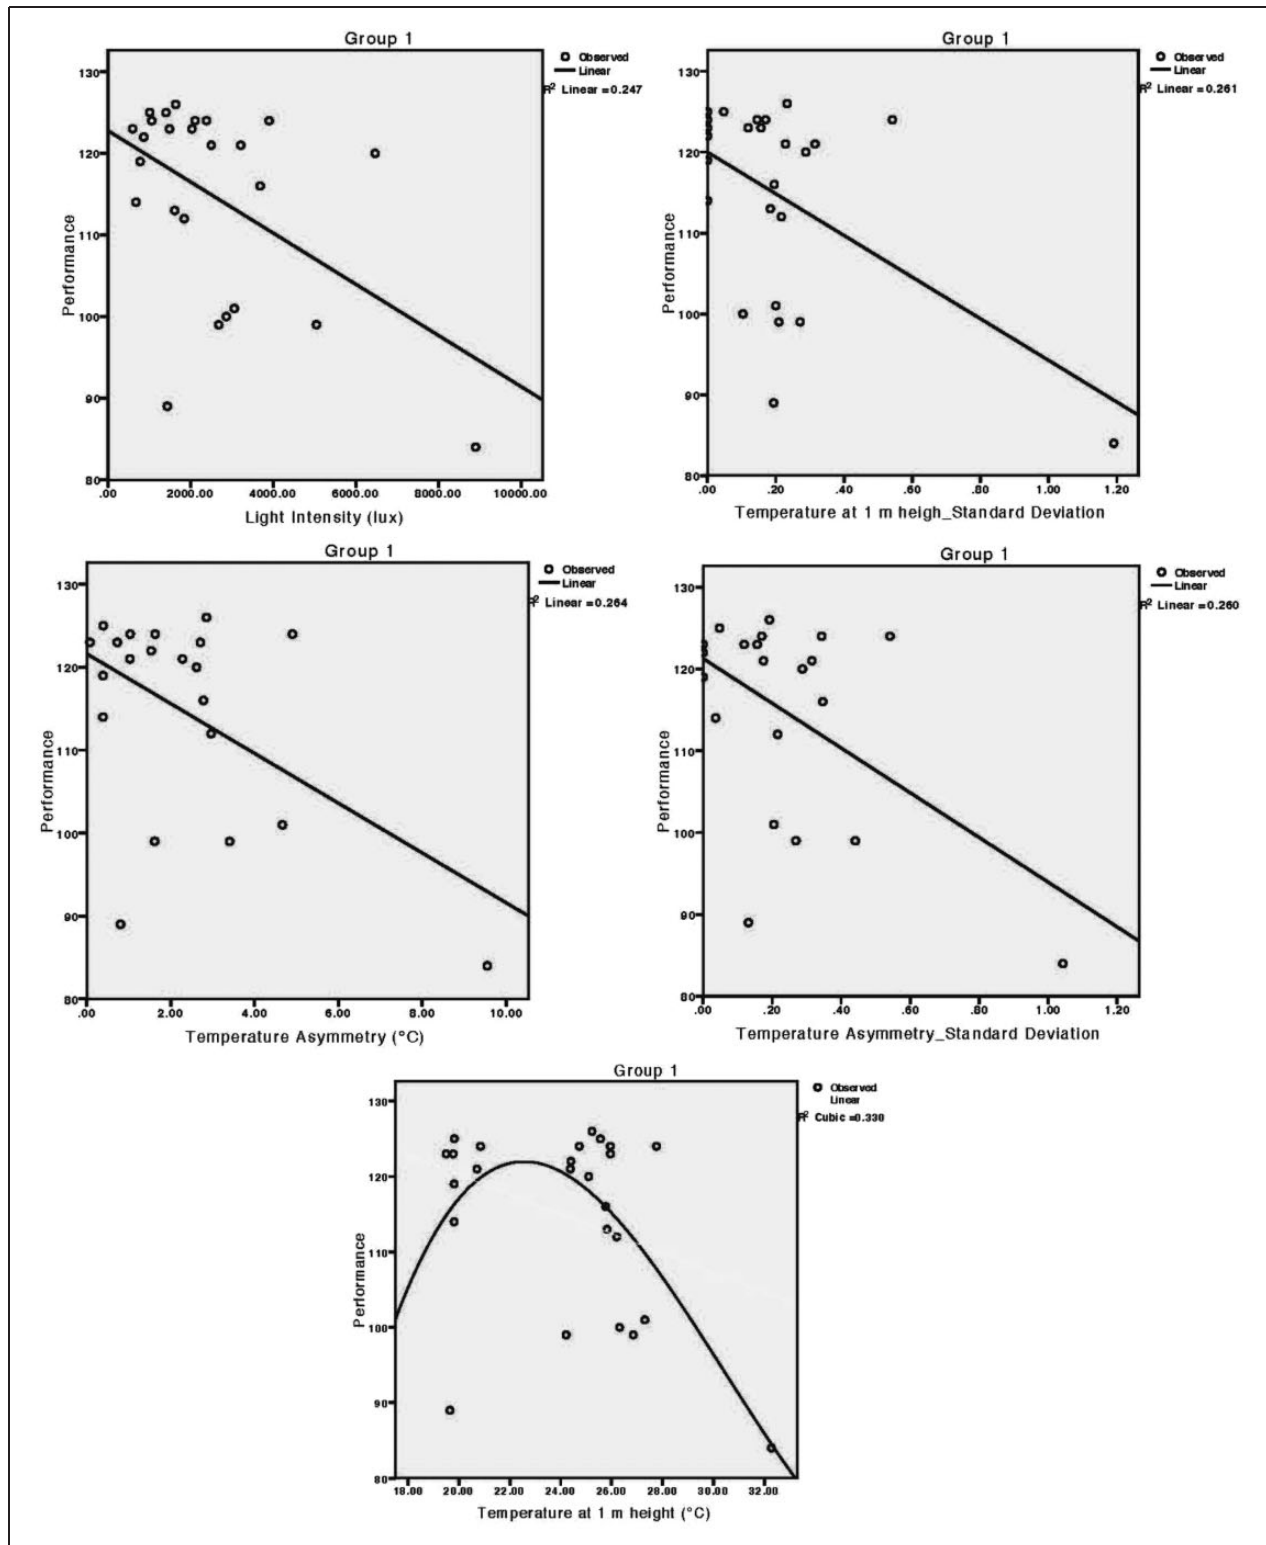 Group 1
Observed
Linear
R² Linear =0.247
130
120
110
100
90
80
Performance
.00 2000.00 4000.00 6000.00 8000.00 10000.00
Light Intensity (lux)
Group 1
Observed
Linear
R² Linear =0.261
130
120
110
100
90
80
Performance
.00 .20 .40 .60 .80 1.00 1.20
Temperature at 1 m heigh_Standard Deviation
Group 1
Observed
Linear
R² Linear =0.264
130
120
110
100
90
80
Performance
.00 2.00 4.00 6.00 8.00 10.00
Temperature Asymmetry (°C)
Group 1
Observed
Linear
R² Linear =0.260
130
120
110
100
90
80
Performance
.00 .20 .40 .60 .80 1.00 1.20
Temperature Asymmetry_Standard Deviation
Group 1
Observed
Linear
R² Cubic =0.330
130
120
110
100
90
80
Performance
18.00 20.00 22.00 24.00 26.00 28.00 30.00 32.00
Temperature at 1 m height (°C)